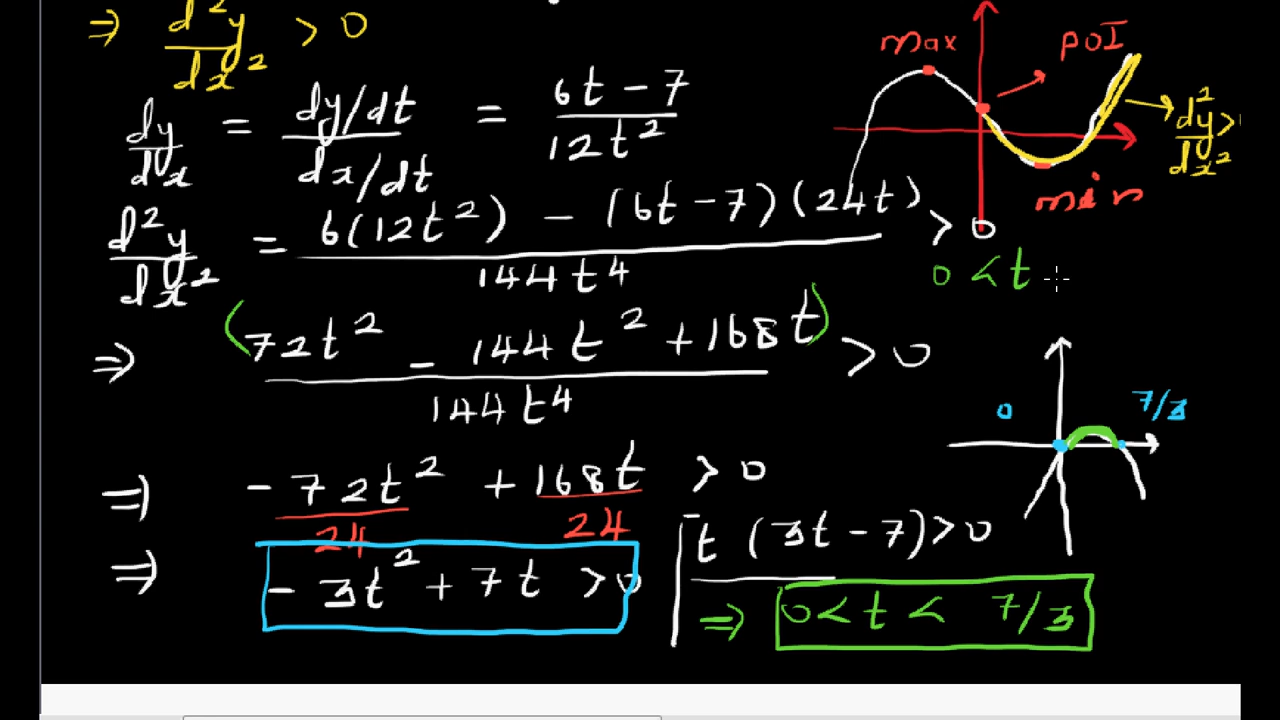 ⇒ d²y/dx² > 0
max
POI
dy/dx = dy/dt / dx/dt = 6t - 7 / 12t²
d²y/dx² >
min
d²y/dx² = 6(12t²) - (6t - 7)(24t) / 144t⁴ > 0
0 < t
⇒ (72t² - 144t² + 168t) / 144t⁴ > 0
0 7/3
⇒ -72t² + 168t > 0
24 24
-t (3t - 7) > 0
⇒ -3t² + 7t > 0
⇒ 0 < t < 7/3